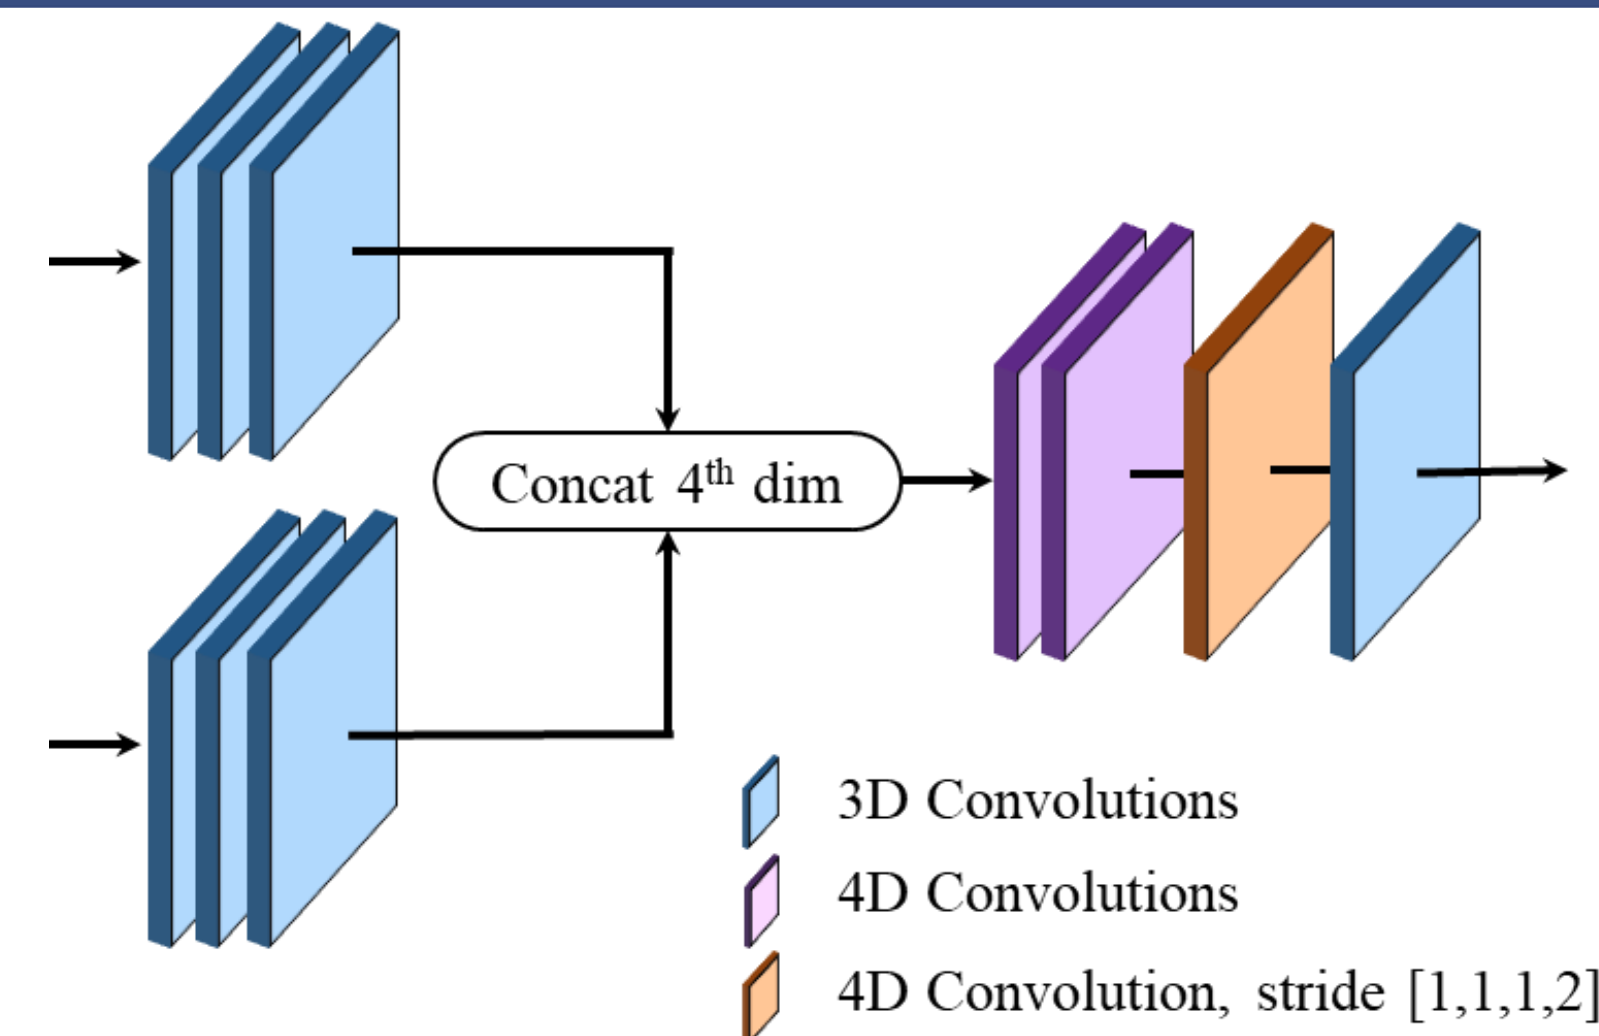 Concat 4th dim
3D Convolutions
4D Convolutions
4D Convolution, stride [1,1,1,2]